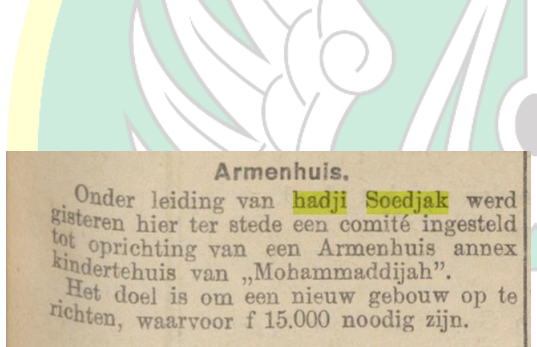 Armenhuis.
Onder leiding van hadji Soedjak werd
gisteren hier ter stede een comité ingesteld
tot oprichting van een Armenhuis annex
kindertehuis van „Mohammaddijah”.
Het doel is om een nieuw gebouw op te
richten, waarvoor f 15.000 noodig zijn.